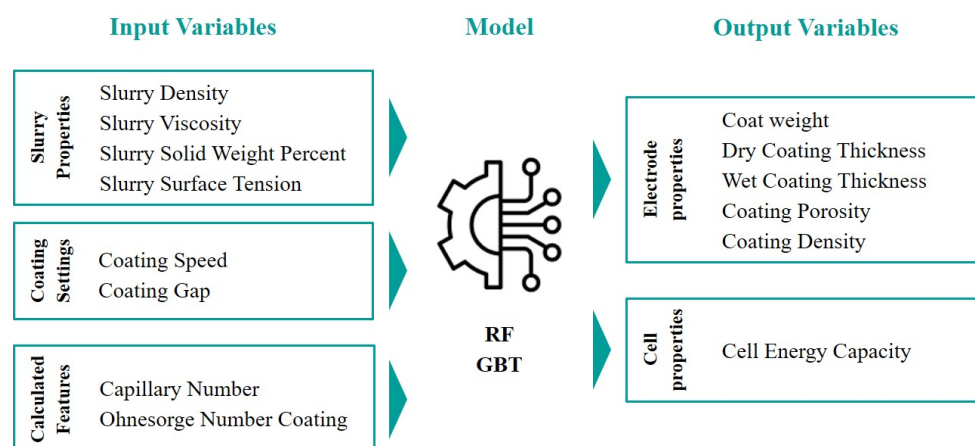 Input Variables
Model
Output Variables
Slurry
Properties
Slurry Density
Slurry Viscosity
Slurry Solid Weight Percent
Slurry Surface Tension
Coating
Settings
Coating Speed
Coating Gap
Calculated
Features
Capillary Number
Ohnesorge Number Coating
RF
GBT
Electrode
properties
Coat weight
Dry Coating Thickness
Wet Coating Thickness
Coating Porosity
Coating Density
Cell
properties
Cell Energy Capacity